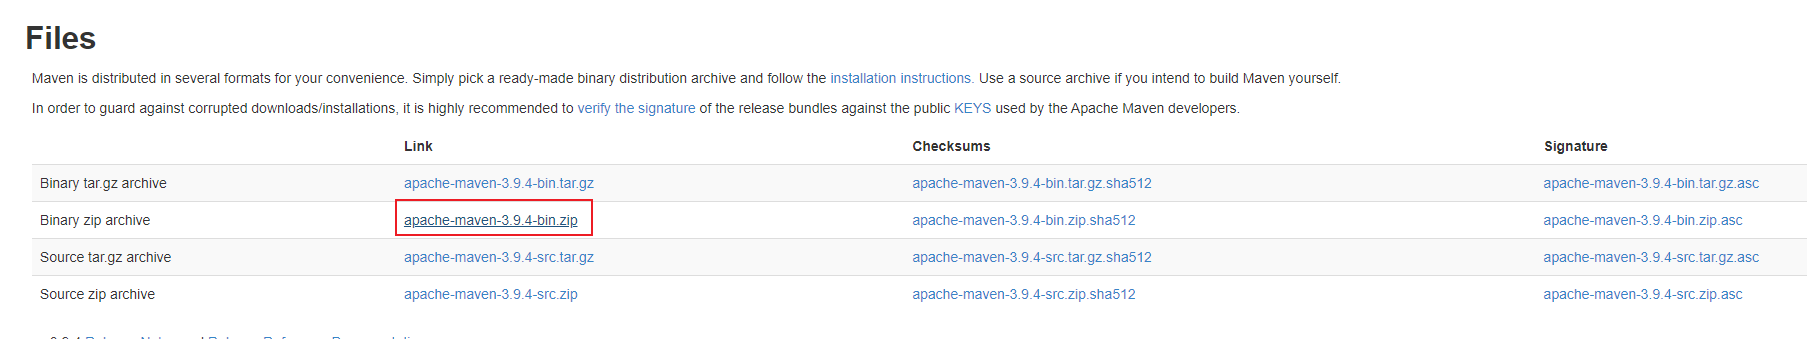 Files
Maven is distributed in several formats for your convenience. Simply pick a ready-made binary distribution archive and follow the installation instructions. Use a source archive if you intend to build Maven yourself.
In order to guard against corrupted downloads/installations, it is highly recommended to verify the signature of the release bundles against the public KEYS used by the Apache Maven developers.
Link Checksums Signature
Binary tar.gz archive apache-maven-3.9.4-bin.tar.gz apache-maven-3.9.4-bin.tar.gz.sha512 apache-maven-3.9.4-bin.tar.gz.asc
Binary zip archive apache-maven-3.9.4-bin.zip apache-maven-3.9.4-bin.zip.sha512 apache-maven-3.9.4-bin.zip.asc
Source tar.gz archive apache-maven-3.9.4-src.tar.gz apache-maven-3.9.4-src.tar.gz.sha512 apache-maven-3.9.4-src.tar.gz.asc
Source zip archive apache-maven-3.9.4-src.zip apache-maven-3.9.4-src.zip.sha512 apache-maven-3.9.4-src.zip.asc